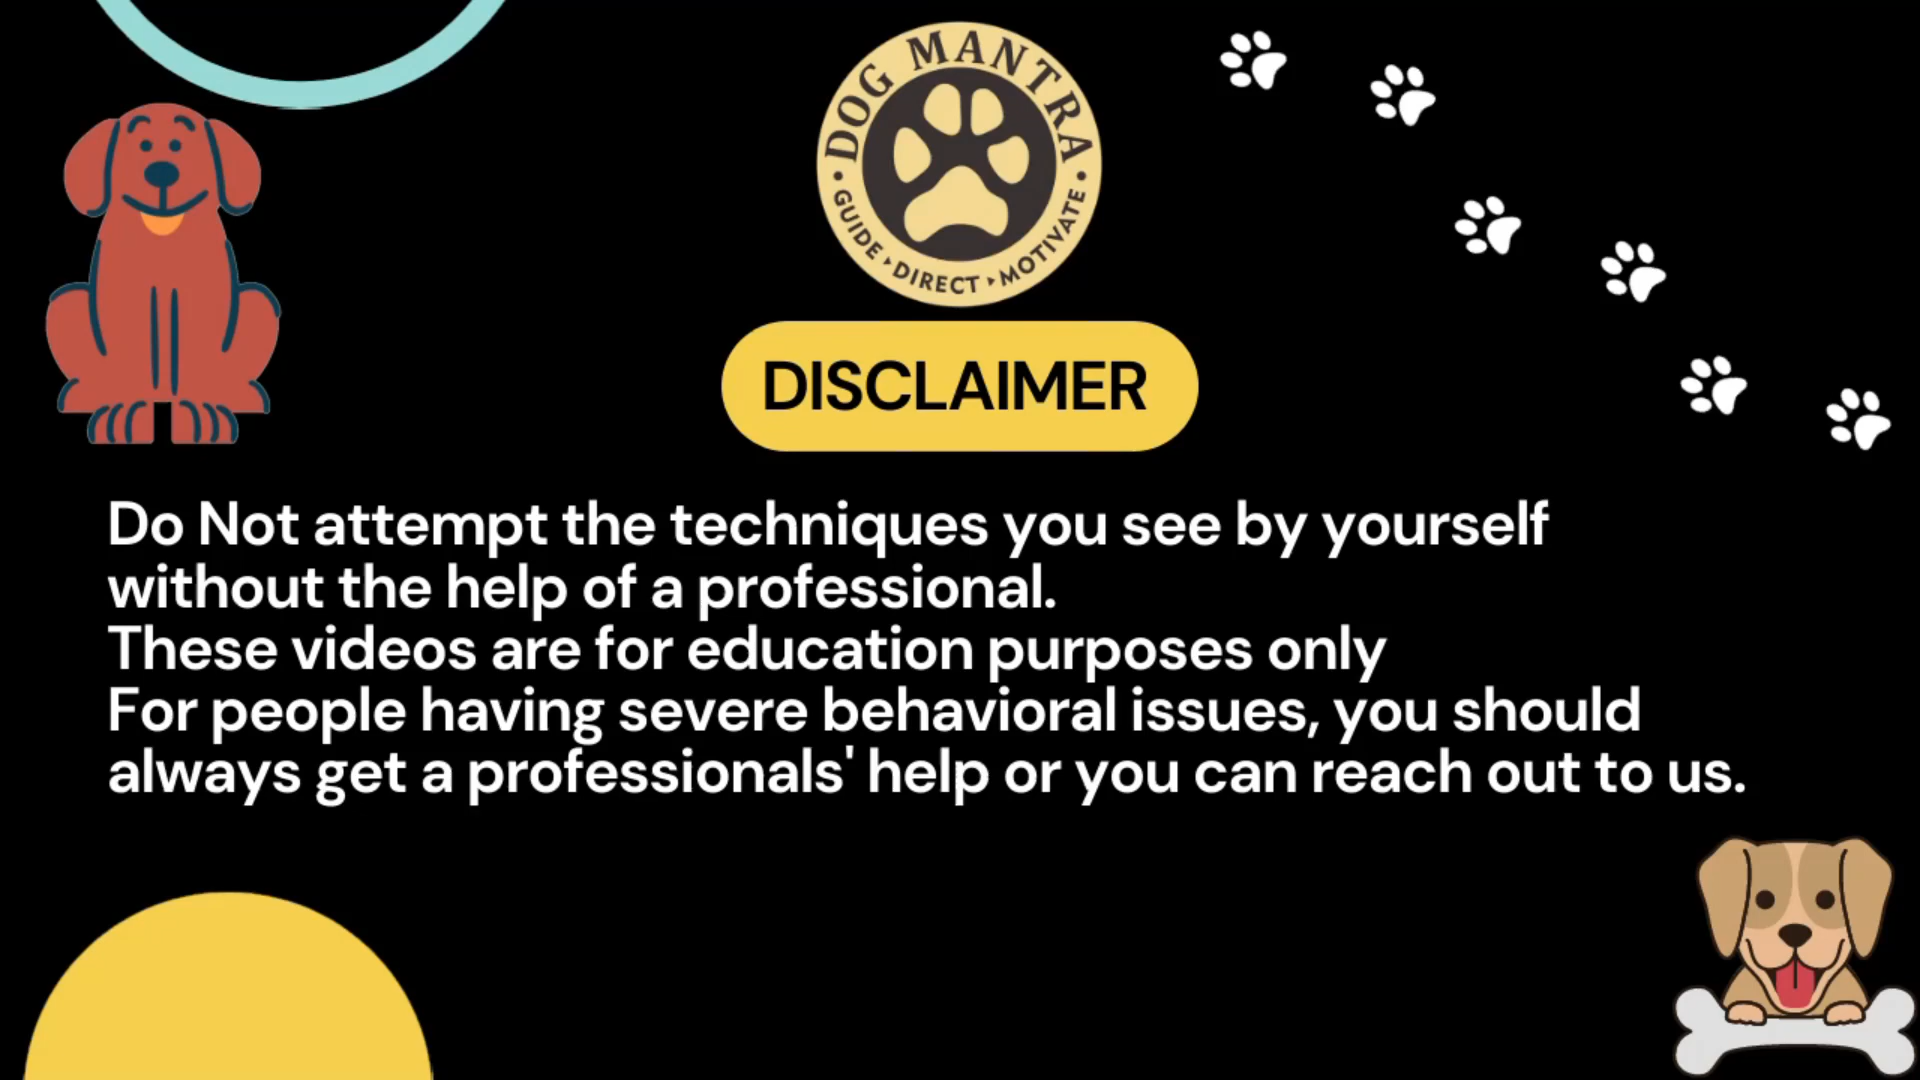 DOG MANTRA
GUIDE DIRECT MOTIVATE
DISCLAIMER
Do Not attempt the techniques you see by yourself
without the help of a professional.
These videos are for education purposes only
For people having severe behavioral issues, you should
always get a professionals' help or you can reach out to us.